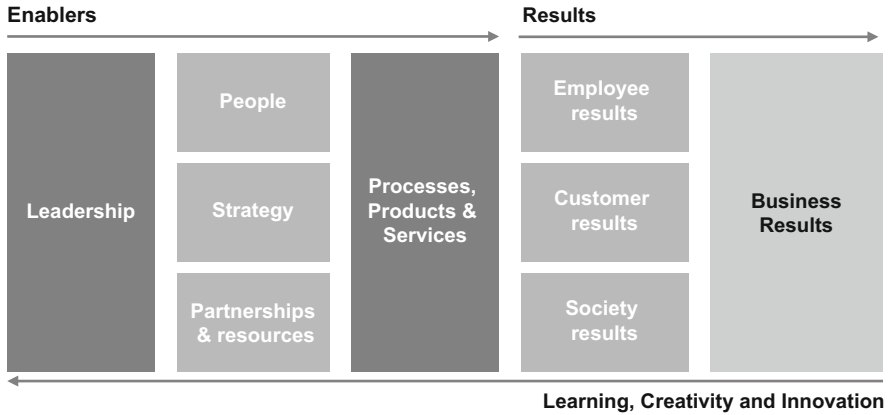 Enablers
Results
Leadership
People
Strategy
Partnerships
& resources
Processes,
Products &
Services
Employee
results
Customer
results
Society
results
Business
Results
Learning, Creativity and Innovation